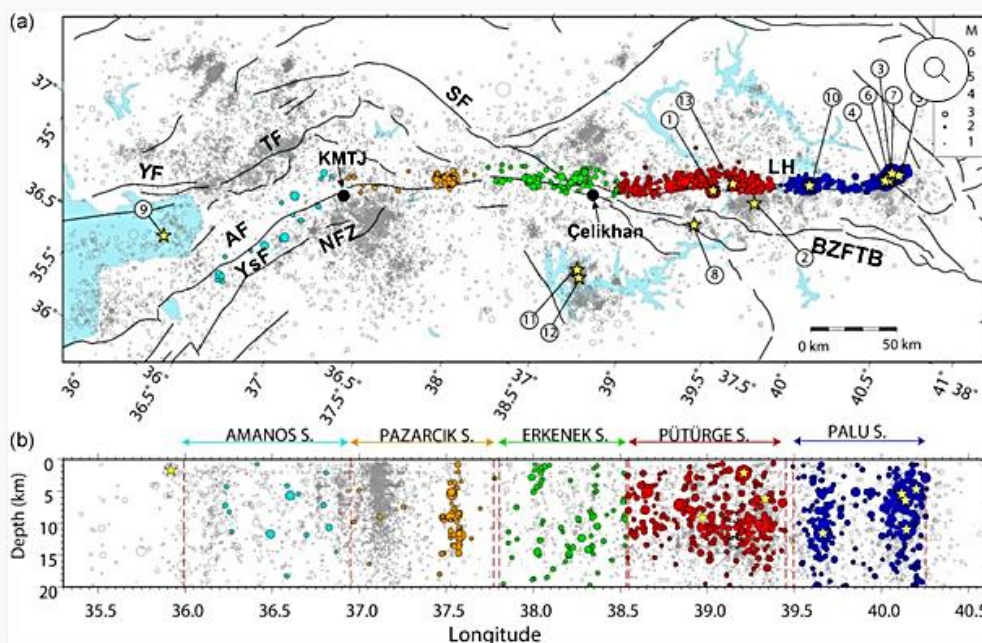 (a)
M
6
5
4
3
2
1
37°
35°
36.5°
35.5°
36°
SF
TF
YF
KMTJ
AF
YsF
NFZ
Çelikhan
LH
BZFTB
9
1
13
10
4
6
3
7
5
2
8
11
12
0 km 50 km
36 37 38 39 40 41
36.5° 36° 37.5° 36.5° 38.5° 37° 39.5° 37.5° 40.5° 38°
(b)
AMANOS S. PAZARCIK S. ERKENEK S. PÜTÜRGE S. PALU S.
Depth (km)
0
5
10
15
20
35.5 36.0 36.5 37.0 37.5 38.0 38.5 39.0 39.5 40.0 40.5
Longitude